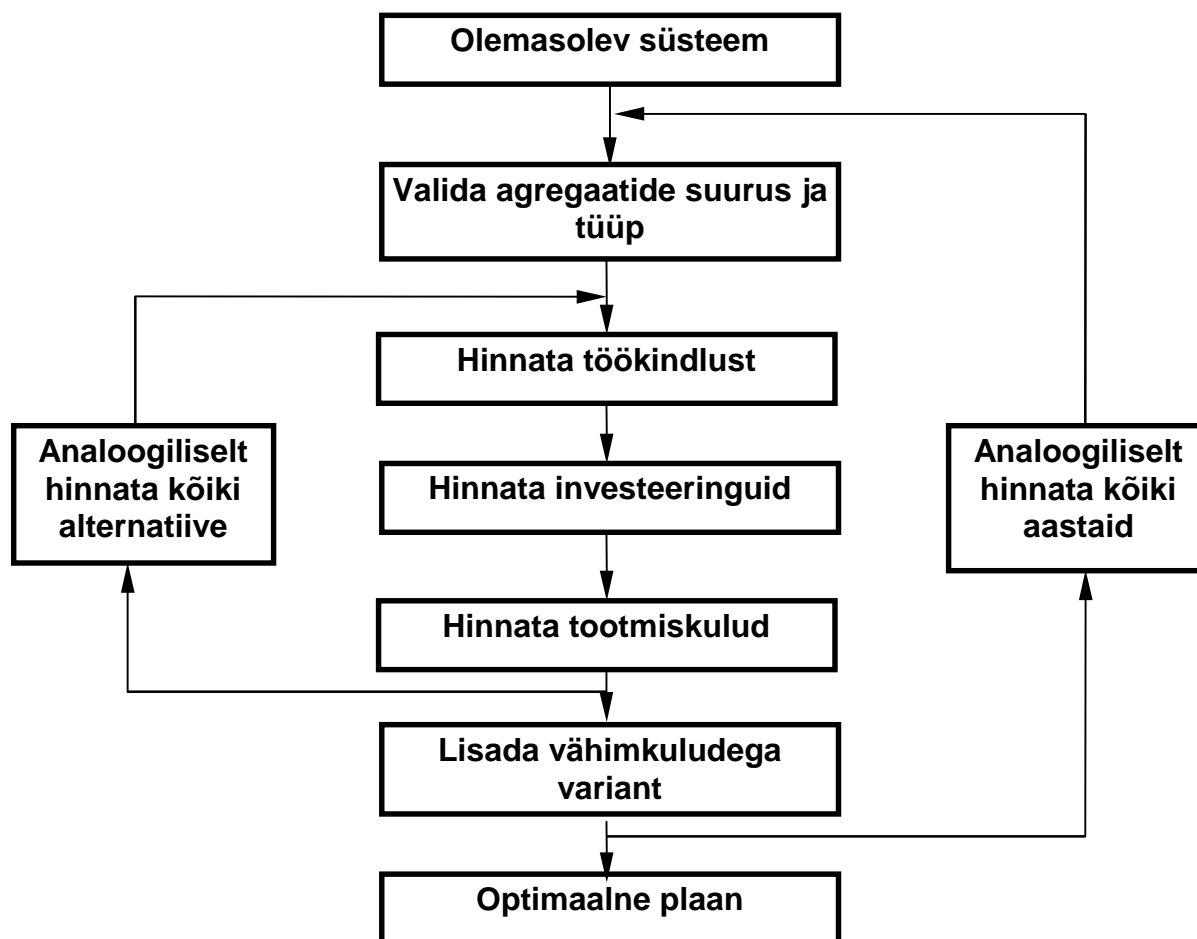 Olemasolev süsteem
Valida agregaatide suurus ja
tüüp
Hinnata töökindlust
Analoogiliselt
hinnata kõiki
alternatiive
Hinnata investeeringuid
Analoogiliselt
hinnata kõiki
aastaid
Hinnata tootmiskulud
Lisada vähimkuludega
variant
Optimaalne plaan